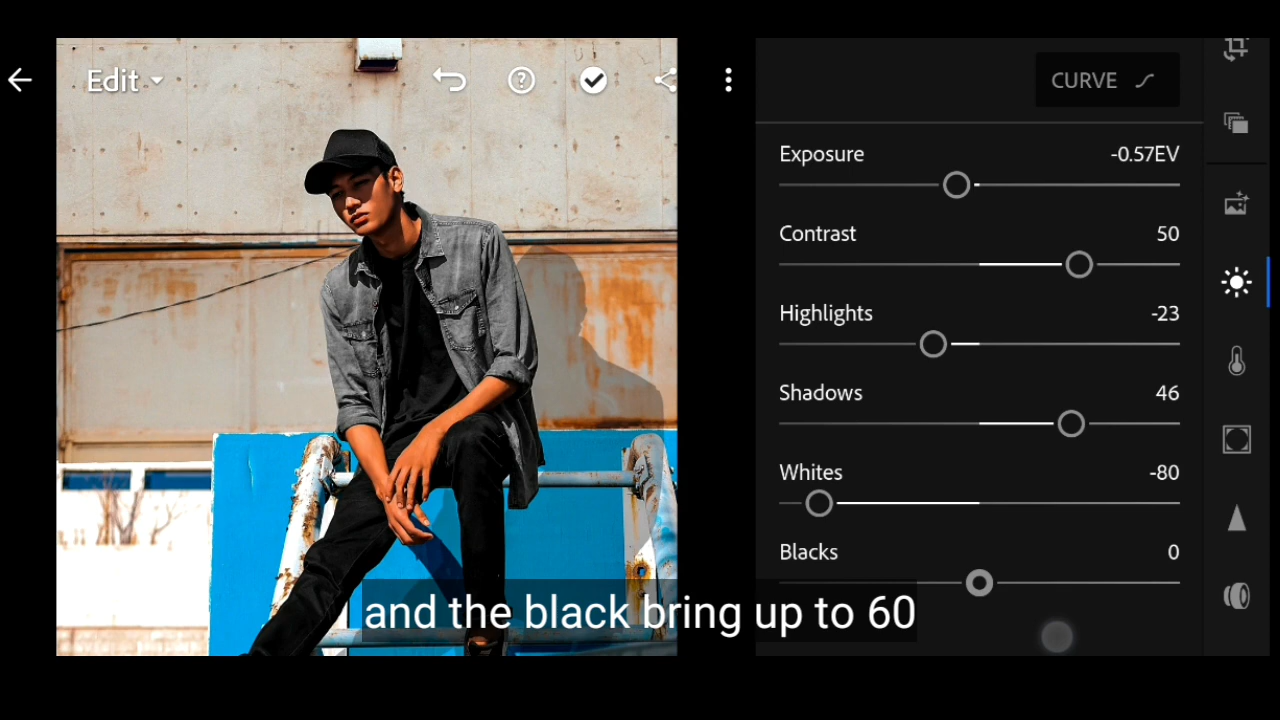 Edit
CURVE
Exposure -0.57EV
Contrast 50
Highlights -23
Shadows 46
Whites -80
Blacks 0
and the black bring up to 60